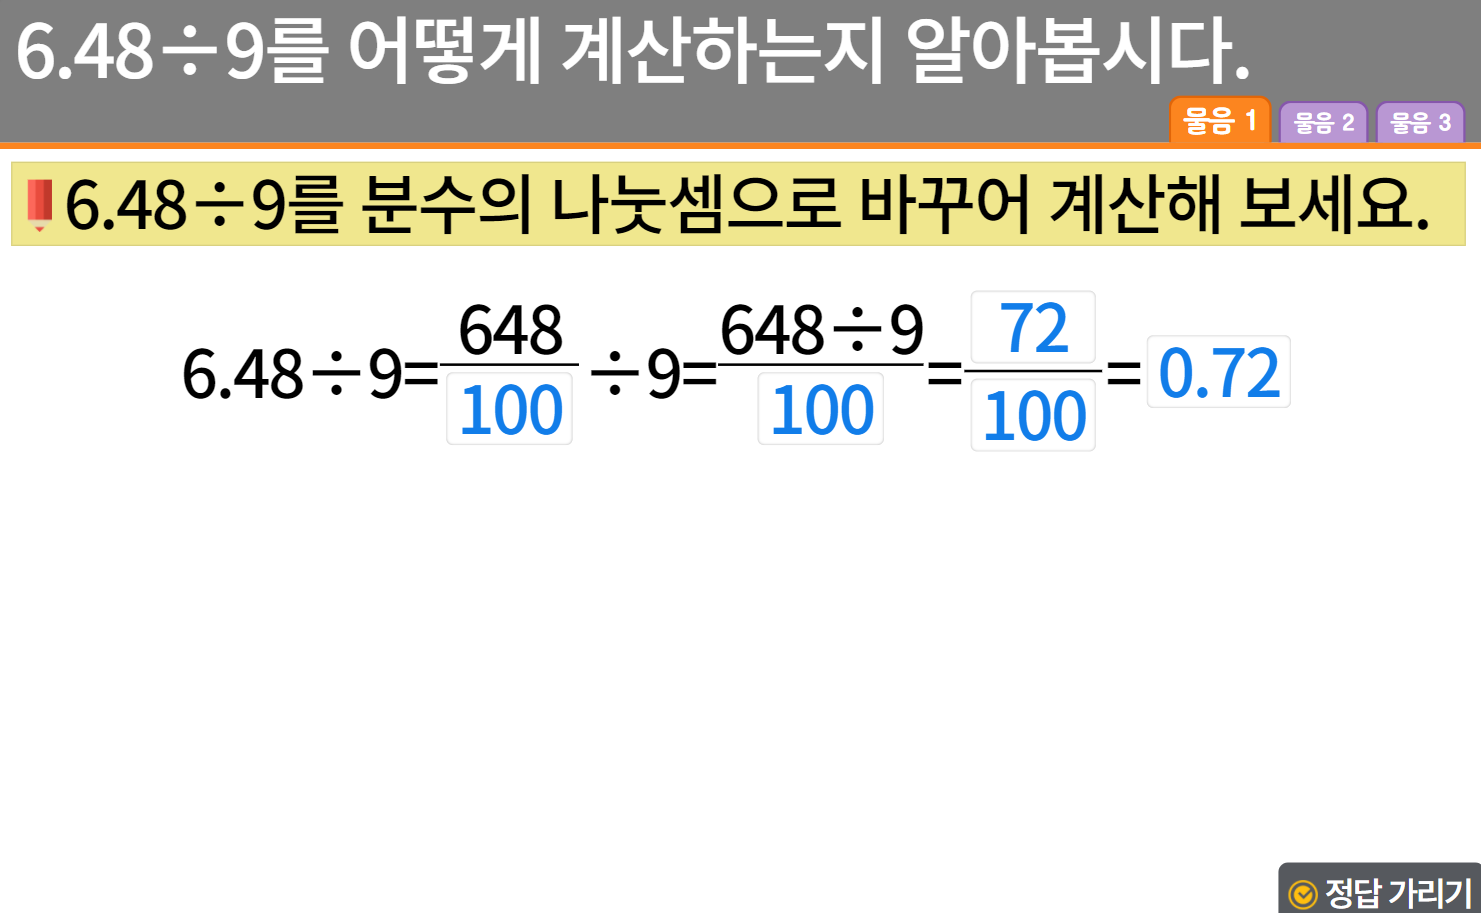 6.48÷9를 어떻게 계산하는지 알아봅시다.
물음 1 물음 2 물음 3
6.48÷9를 분수의 나눗셈으로 바꾸어 계산해 보세요.
6.48÷9=648/100÷9=648÷9/100=72/100=0.72
정답 가리기